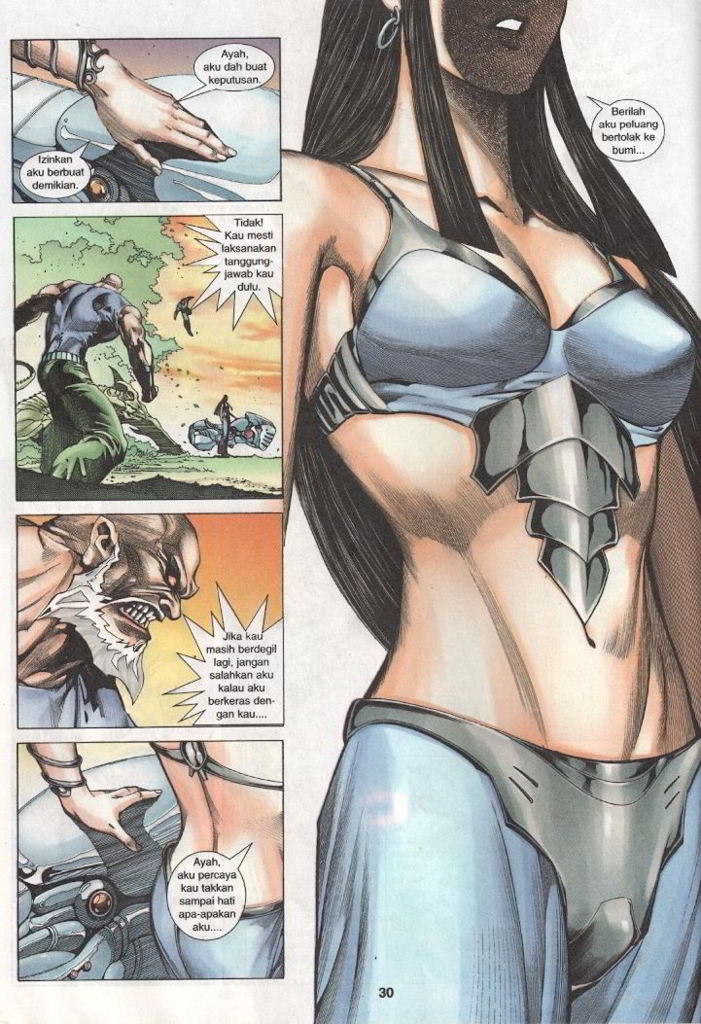 Ayah,
aku dah buat
keputusan.
Izinkan
aku berbuat
demikian.
Berilah
aku peluang
bertolak ke
bumi...
Tidak!
Kau mesti
laksanakan
tanggung-
jawab kau
dulu.
Jika kau
masih berdegil
lagi, jangan
salahkan aku
kalau aku
berkeras den-
gan kau....
Ayah,
aku percaya
kau takkan
sampai hati
apa-apakan
aku....
30